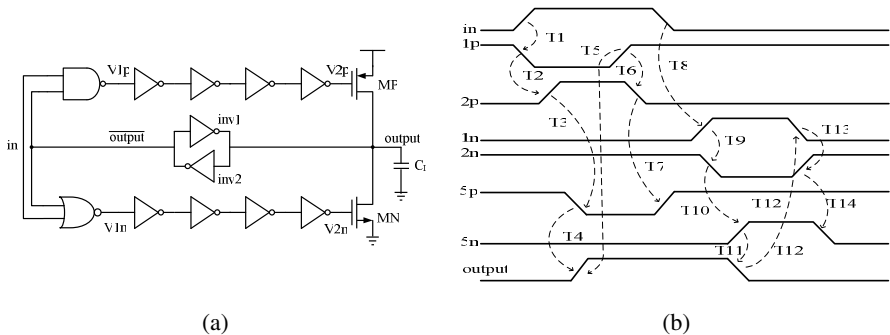 V1p
V2p
MP
inv1
output
output
in
inv2
C
V1n
V2n
MN
(a)
in
T1
1p
T5
T8
T2
T6
2p
T3
1n
T9
T13
2n
T7
5p
T10
T12
T14
T4
5n
T11
T12
output
(b)